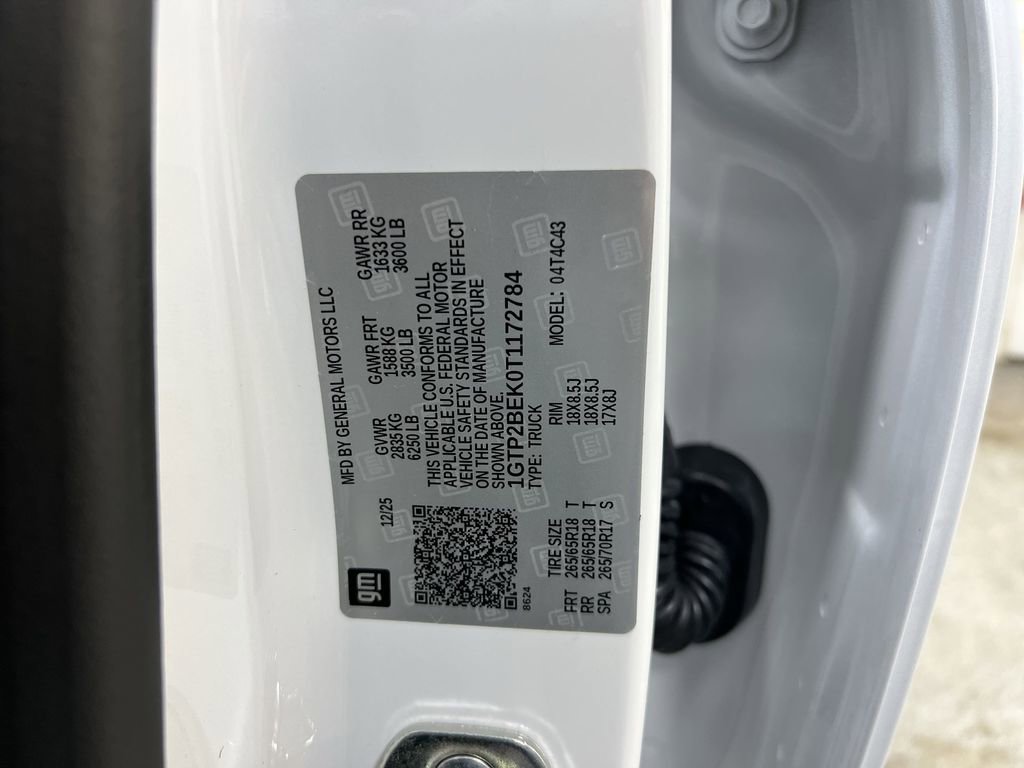 MFD BY GENERAL MOTORS LLC
12/25 GVWR GAWR FRT GAWR RR
2835 KG 1588 KG 1633 KG
6250 LB 3500 LB 3600 LB
THIS VEHICLE CONFORMS TO ALL
APPLICABLE U.S. FEDERAL MOTOR
VEHICLE SAFETY STANDARDS IN EFFECT
ON THE DATE OF MANUFACTURE
SHOWN ABOVE.
1GTP2BEK0T1172784
TYPE: TRUCK MODEL: 04T4C43
gm
8624
TIRE SIZE RIM
FRT 265/65R18 T 18X8.5J
RR 265/65R18 T 18X8.5J
SPA 265/70R17 S 17X8J